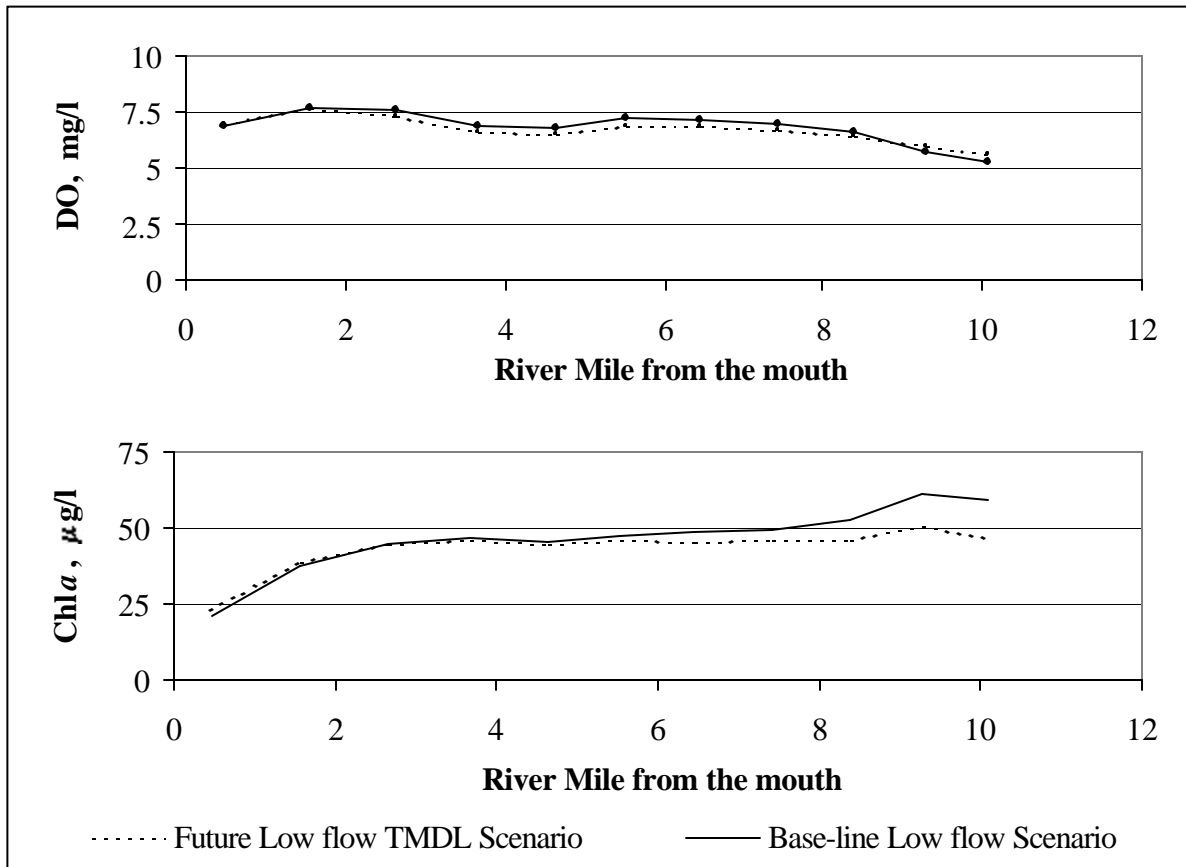 10
7.5
5
2.5
0
DO, mg/l
0 2 4 6 8 10 12
River Mile from the mouth
75
50
25
0
Chl a , μg/l
0 2 4 6 8 10 12
River Mile from the mouth
Future Low flow TMDL Scenario Base-line Low flow Scenario